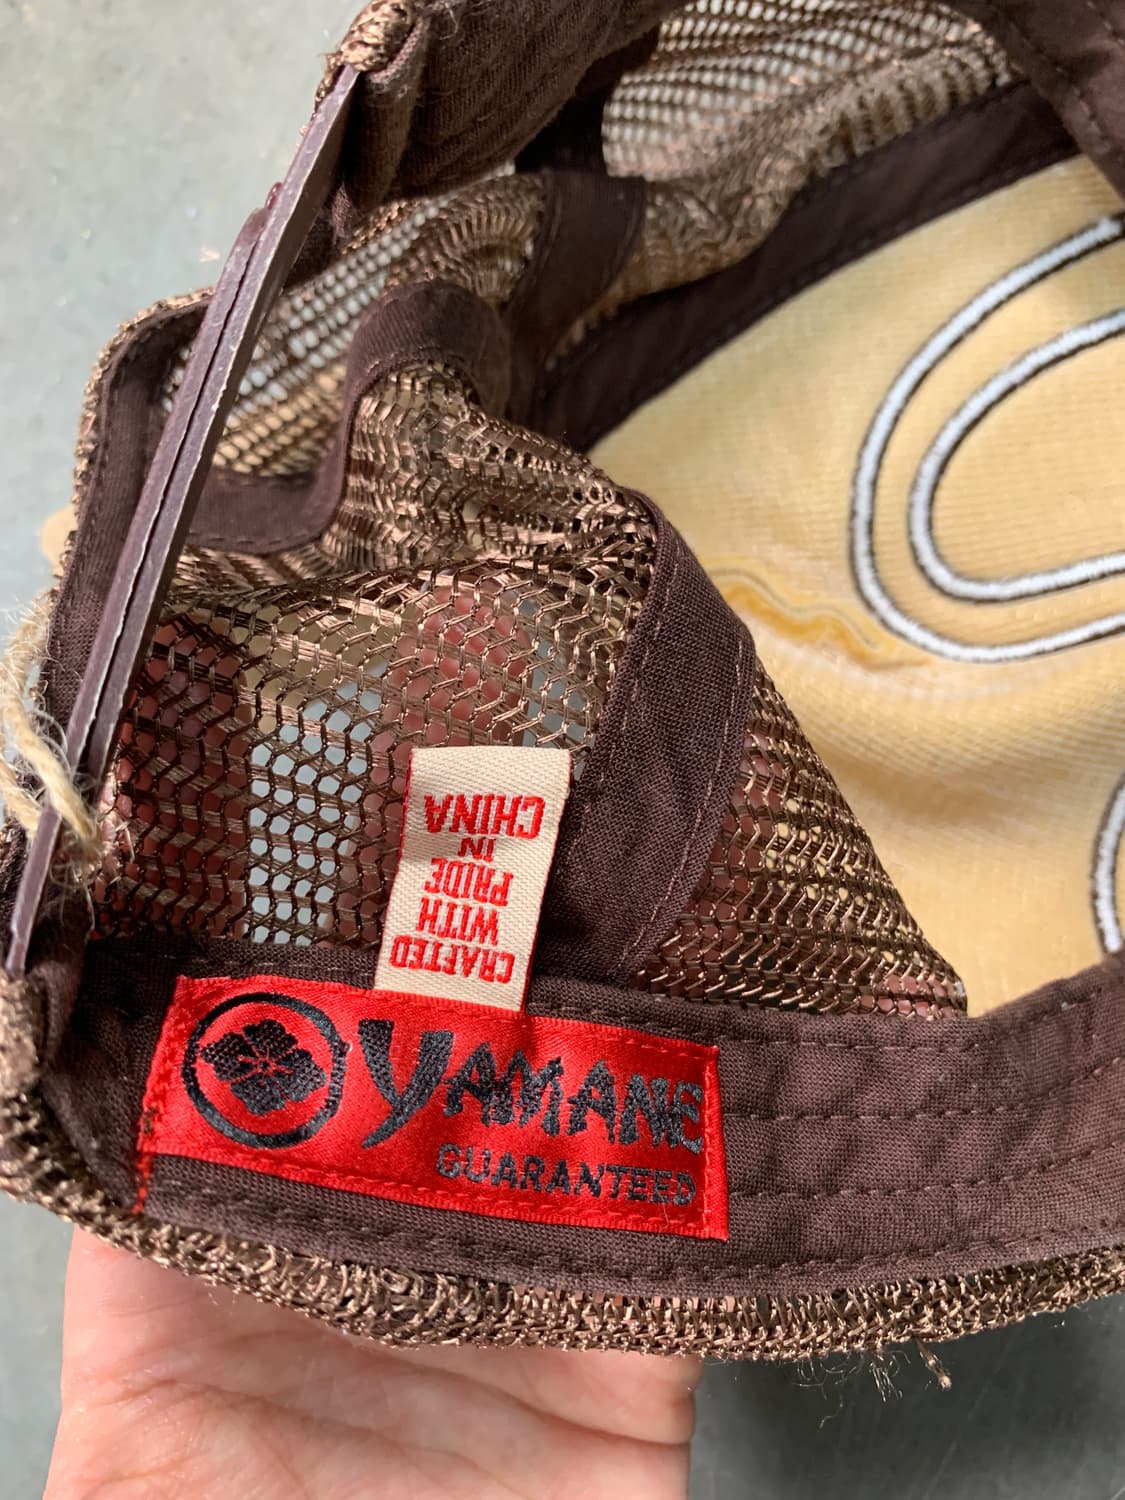 CRAFTED
WITH
PRIDE
IN
CHINA
YAMANE
GUARANTEED